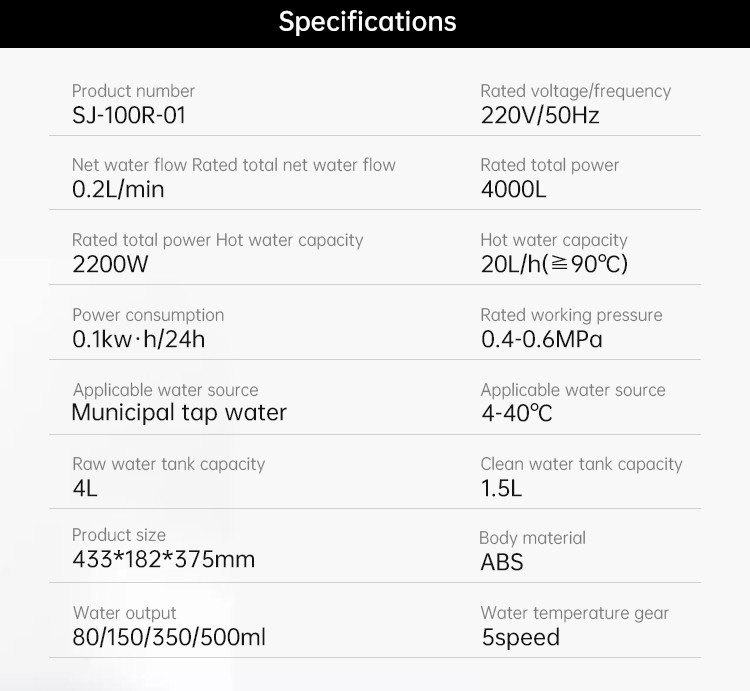 Specifications
Product number
SJ-100R-01
Rated voltage/frequency
220V/50Hz
Net water flow Rated total net water flow
0.2L/min
Rated total power
4000L
Rated total power Hot water capacity
2200W
Hot water capacity
20L/h(≧90℃)
Power consumption
0.1kw·h/24h
Rated working pressure
0.4-0.6MPa
Applicable water source
Municipal tap water
Applicable water source
4-40℃
Raw water tank capacity
4L
Clean water tank capacity
1.5L
Product size
433*182*375mm
Body material
ABS
Water output
80/150/350/500ml
Water temperature gear
5speed